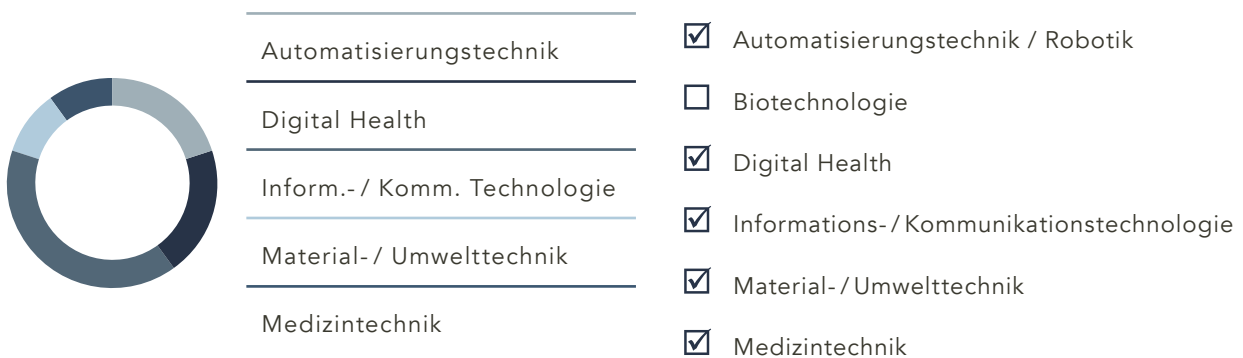 Automatisierungstechnik
Digital Health
Inform.- / Komm. Technologie
Material- / Umwelttechnik
Medizintechnik
Automatisierungstechnik / Robotik
Biotechnologie
Digital Health
Informations- / Kommunikationstechnologie
Material- / Umwelttechnik
Medizintechnik